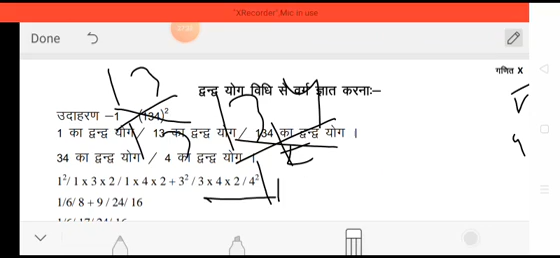 'XRecorder'.Mic in use
Done
गणित X
द्वन्द्व योग विधि से वर्ग ज्ञात करनाः–
उदाहरण –1 (134)²
1 का द्वन्द्व योग / 13 का द्वन्द्व योग / 134 का द्वन्द्व योग ।
34 का द्वन्द्व योग / 4 का द्वन्द्व योग ।
1²/ 1 x 3 x 2 / 1 x 4 x 2 + 3² / 3 x 4 x 2 / 4²
1/6/ 8 + 9 / 24/ 16